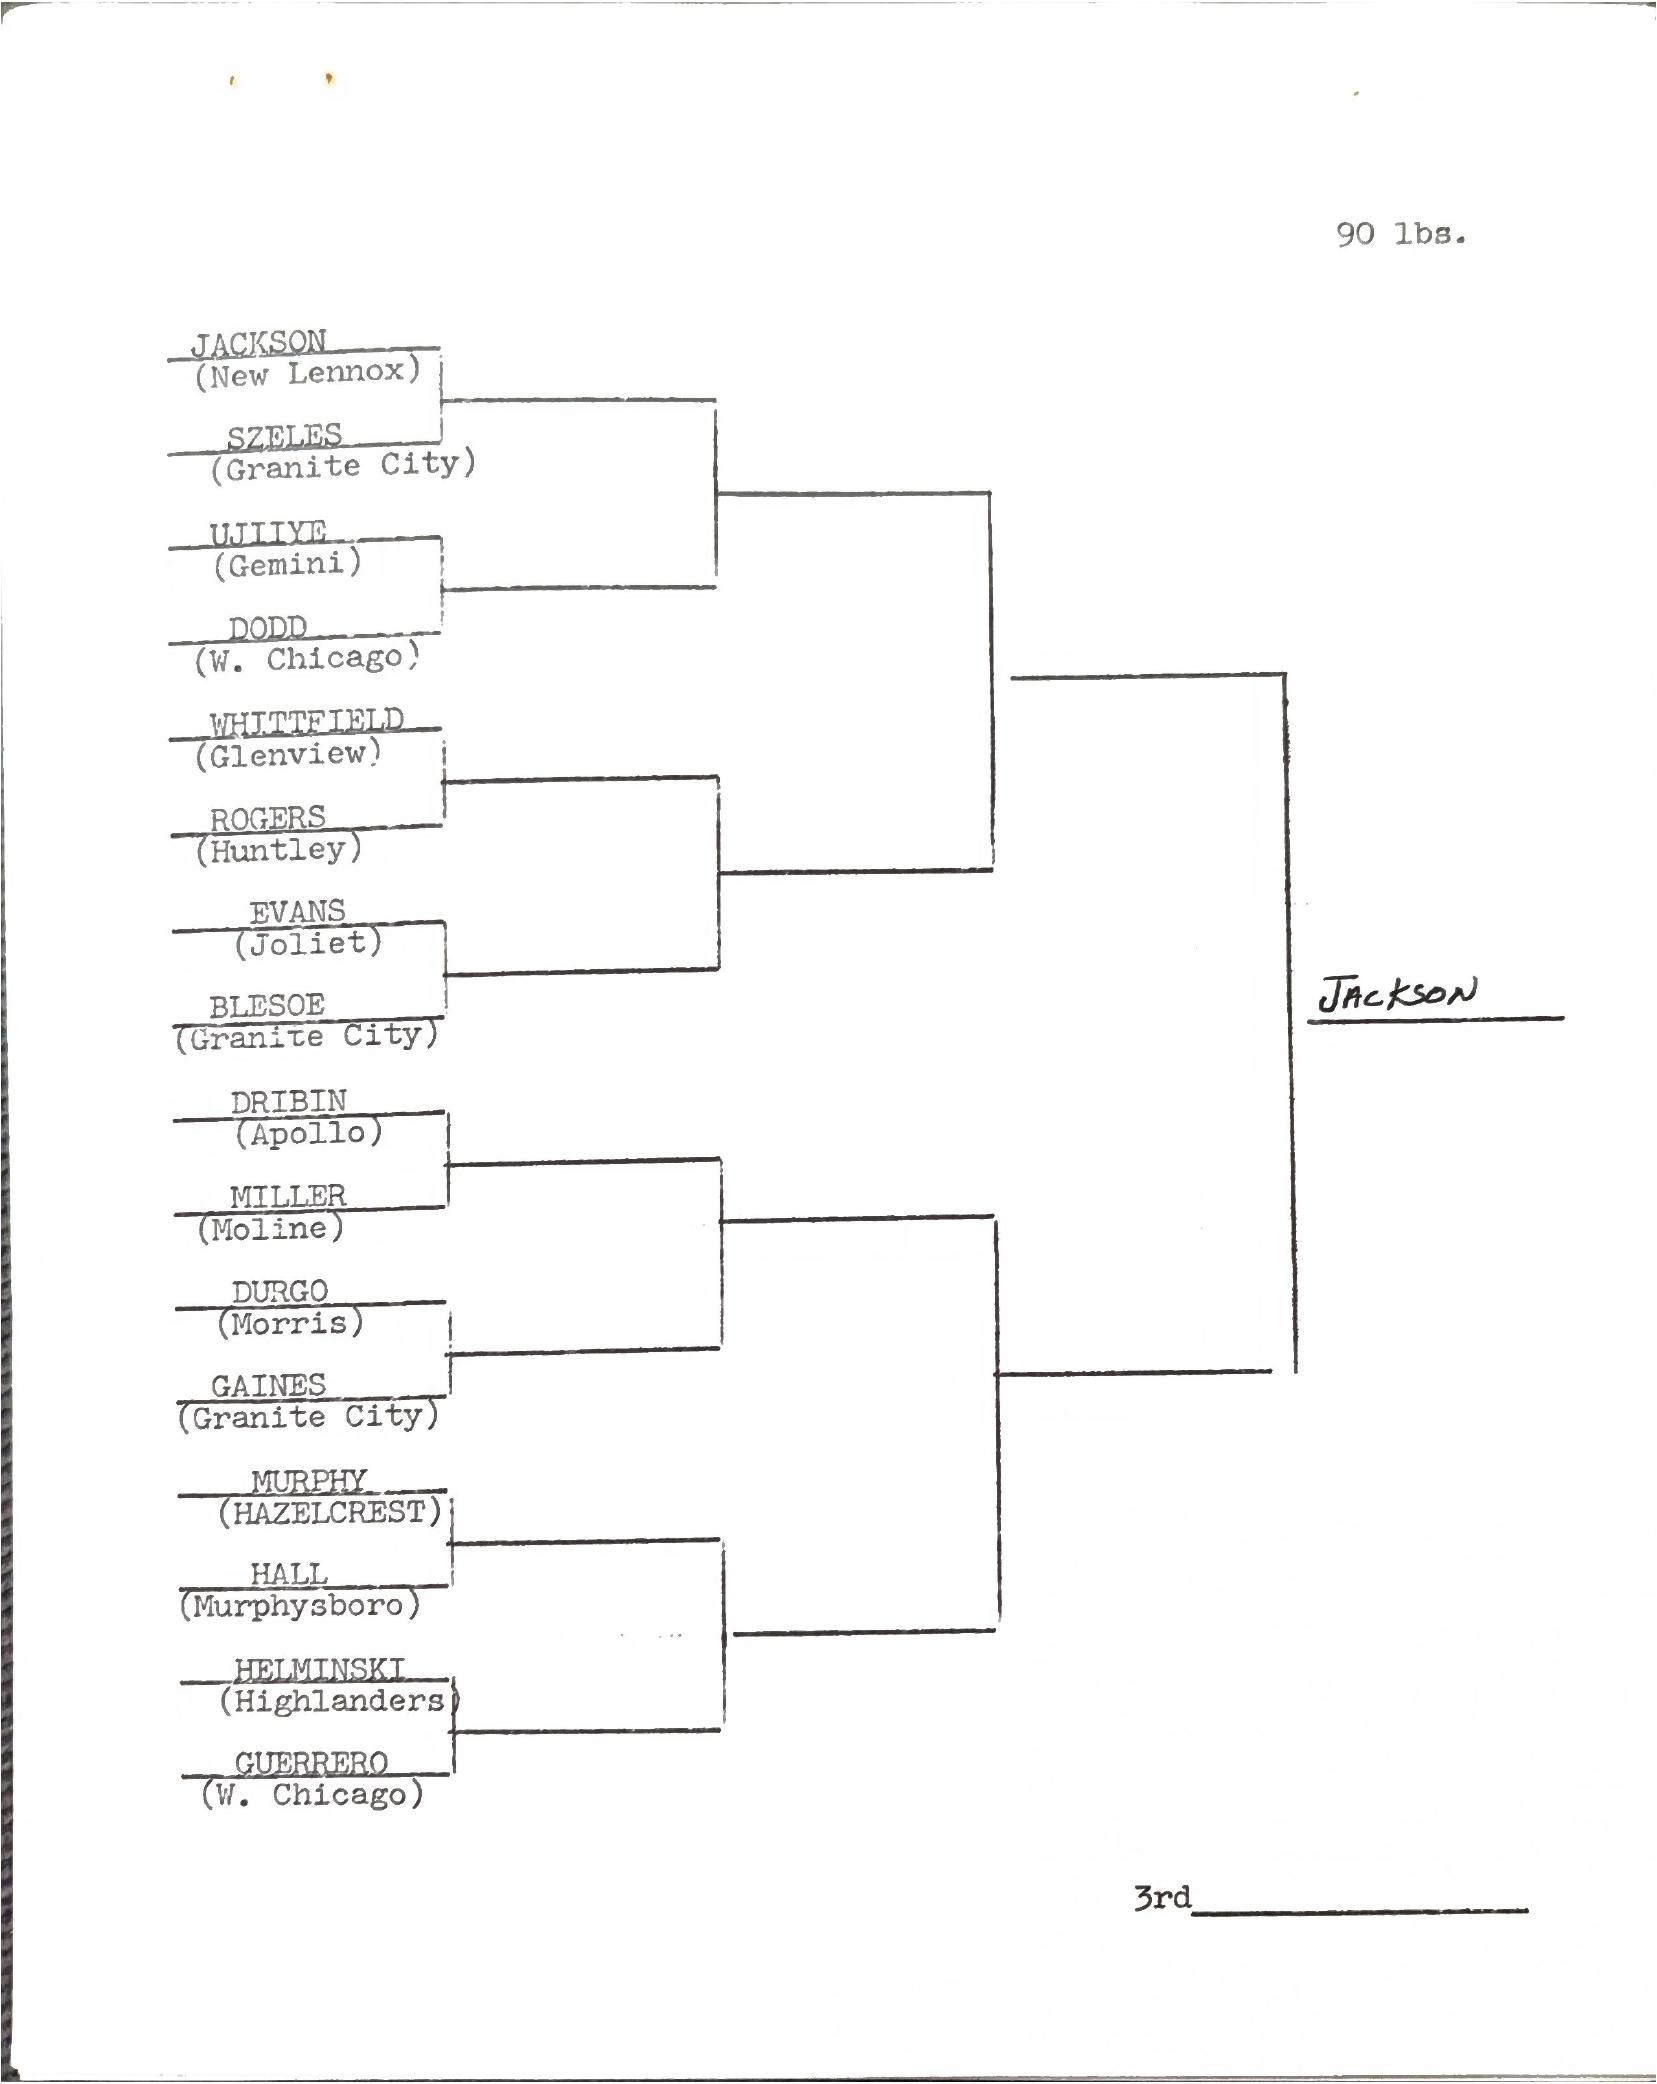 90 lbs.
JACKSON
(New Lennox)
SZELES
(Granite City)
UJIIYE
(Gemini)
DODD
(W. Chicago)
WHITTFIELD
(Glenview)
ROGERS
(Huntley)
EVANS
(Joliet)
JACKSON
BLESOE
(Granite City)
DRIBIN
(Apollo)
MILLER
(Moline)
DURGO
(Morris)
GAINES
(Granite City)
MURPHY
(HAZELCREST)
HALL
(Murphysboro)
HELMINSKI
(Highlanders)
GUERRERO
(W. Chicago)
3rd